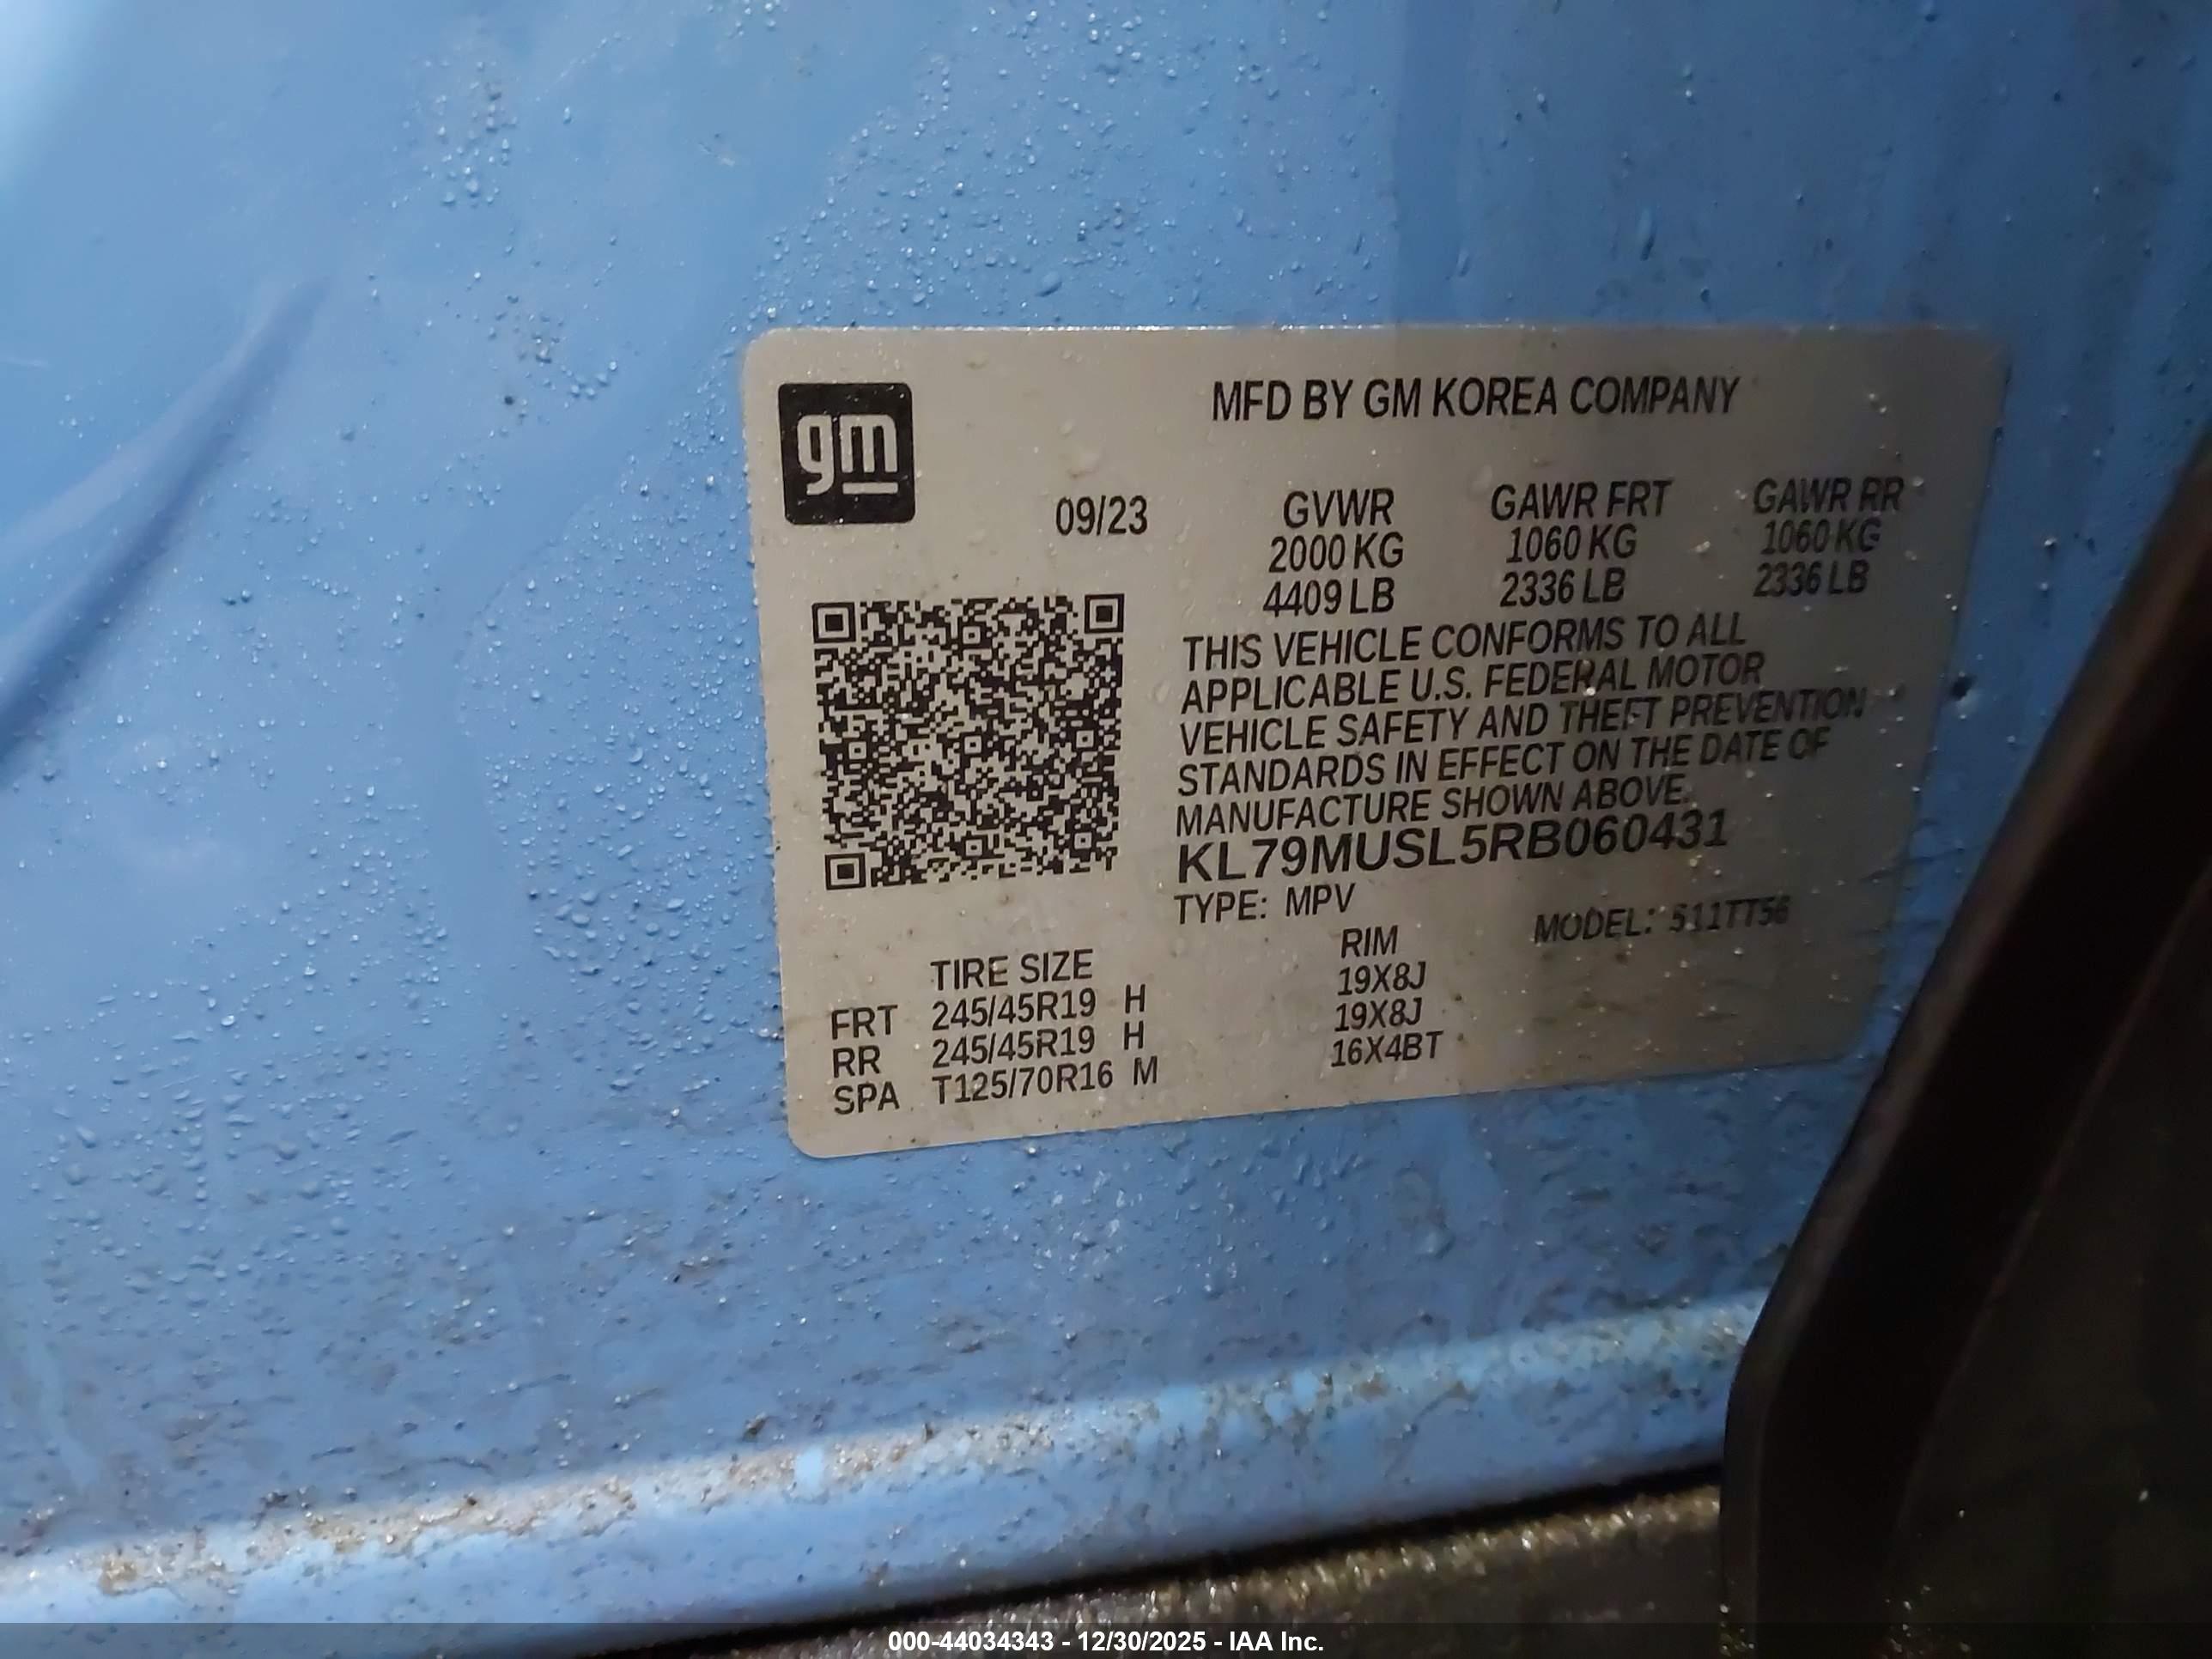 gm
MFD BY GM KOREA COMPANY
09/23 GVWR GAWR FRT GAWR RR
2000 KG 1060 KG 1060 KG
4409 LB 2336 LB 2336 LB
THIS VEHICLE CONFORMS TO ALL
APPLICABLE U.S. FEDERAL MOTOR
VEHICLE SAFETY AND THEFT PREVENTION
STANDARDS IN EFFECT ON THE DATE OF
MANUFACTURE SHOWN ABOVE.
KL79MUSL5RB060431
TYPE: MPV MODEL: 511TT56
TIRE SIZE RIM
FRT 245/45R19 H 19X8J
RR 245/45R19 H 19X8J
SPA T125/70R16 M 16X4BT
000-44034343 - 12/30/2025 - IAA Inc.